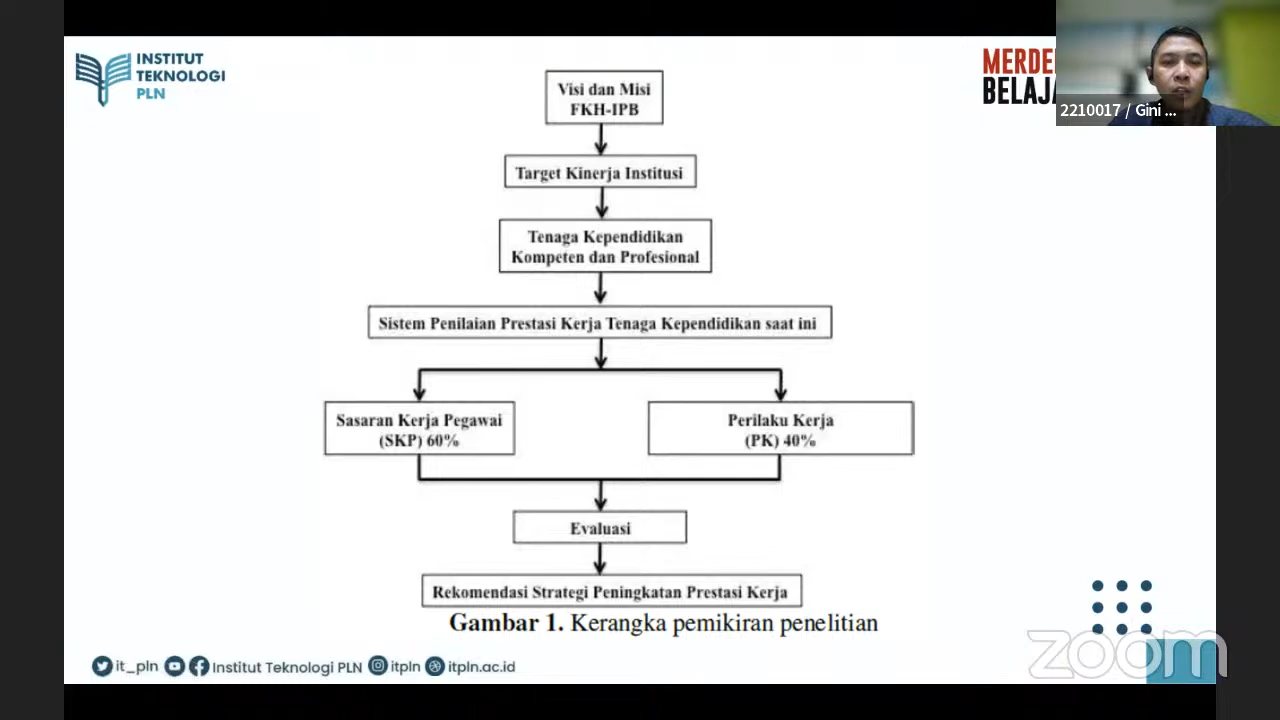 INSTITUT
TEKNOLOGI
PLN
MERDE
BELAJA
2210017 / Gini ...
Visi dan Misi
FKH-IPB
Target Kinerja Institusi
Tenaga Kependidikan
Kompeten dan Profesional
Sistem Penilaian Prestasi Kerja Tenaga Kependidikan saat ini
Sasaran Kerja Pegawai
(SKP) 60%
Perilaku Kerja
(PK) 40%
Evaluasi
Rekomendasi Strategi Peningkatan Prestasi Kerja
Gambar 1. Kerangka pemikiran penelitian
it_pln Institut Teknologi PLN itpln itpln.ac.id
zoom